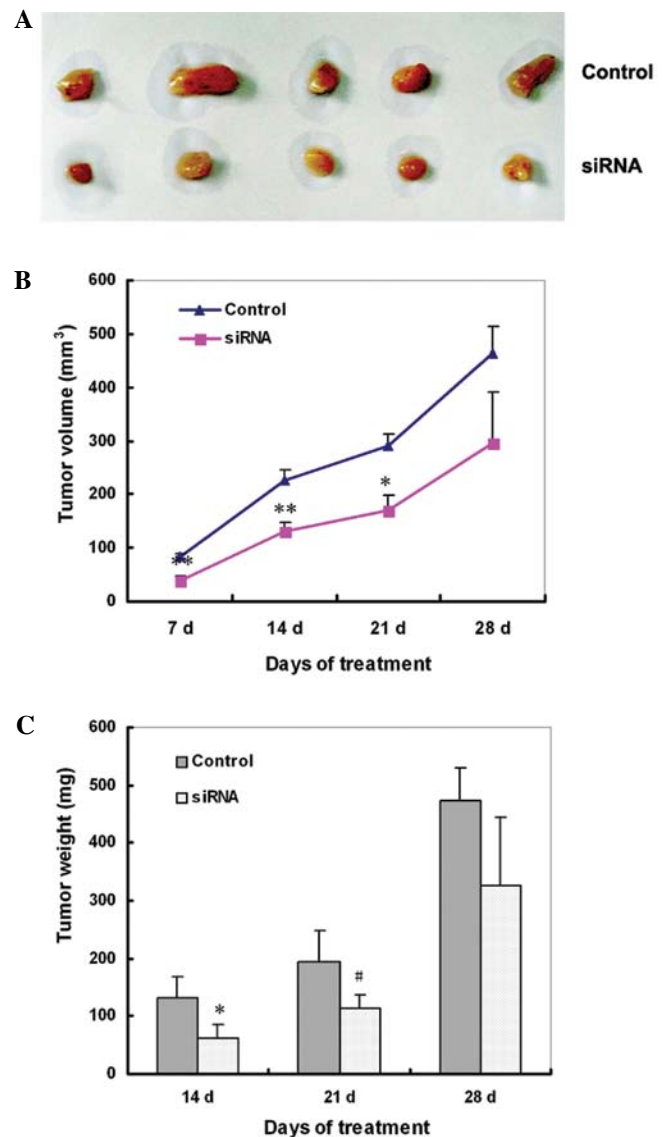 A
Control
siRNA
B
600
500
400
300
200
100
0
Tumor volume (mm³)
Control
siRNA
**
**
*
7 d 14 d 21 d 28 d
Days of treatment
C
600
500
400
300
200
100
0
Tumor weight (mg)
Control
siRNA
*
#
14 d 21 d 28 d
Days of treatment